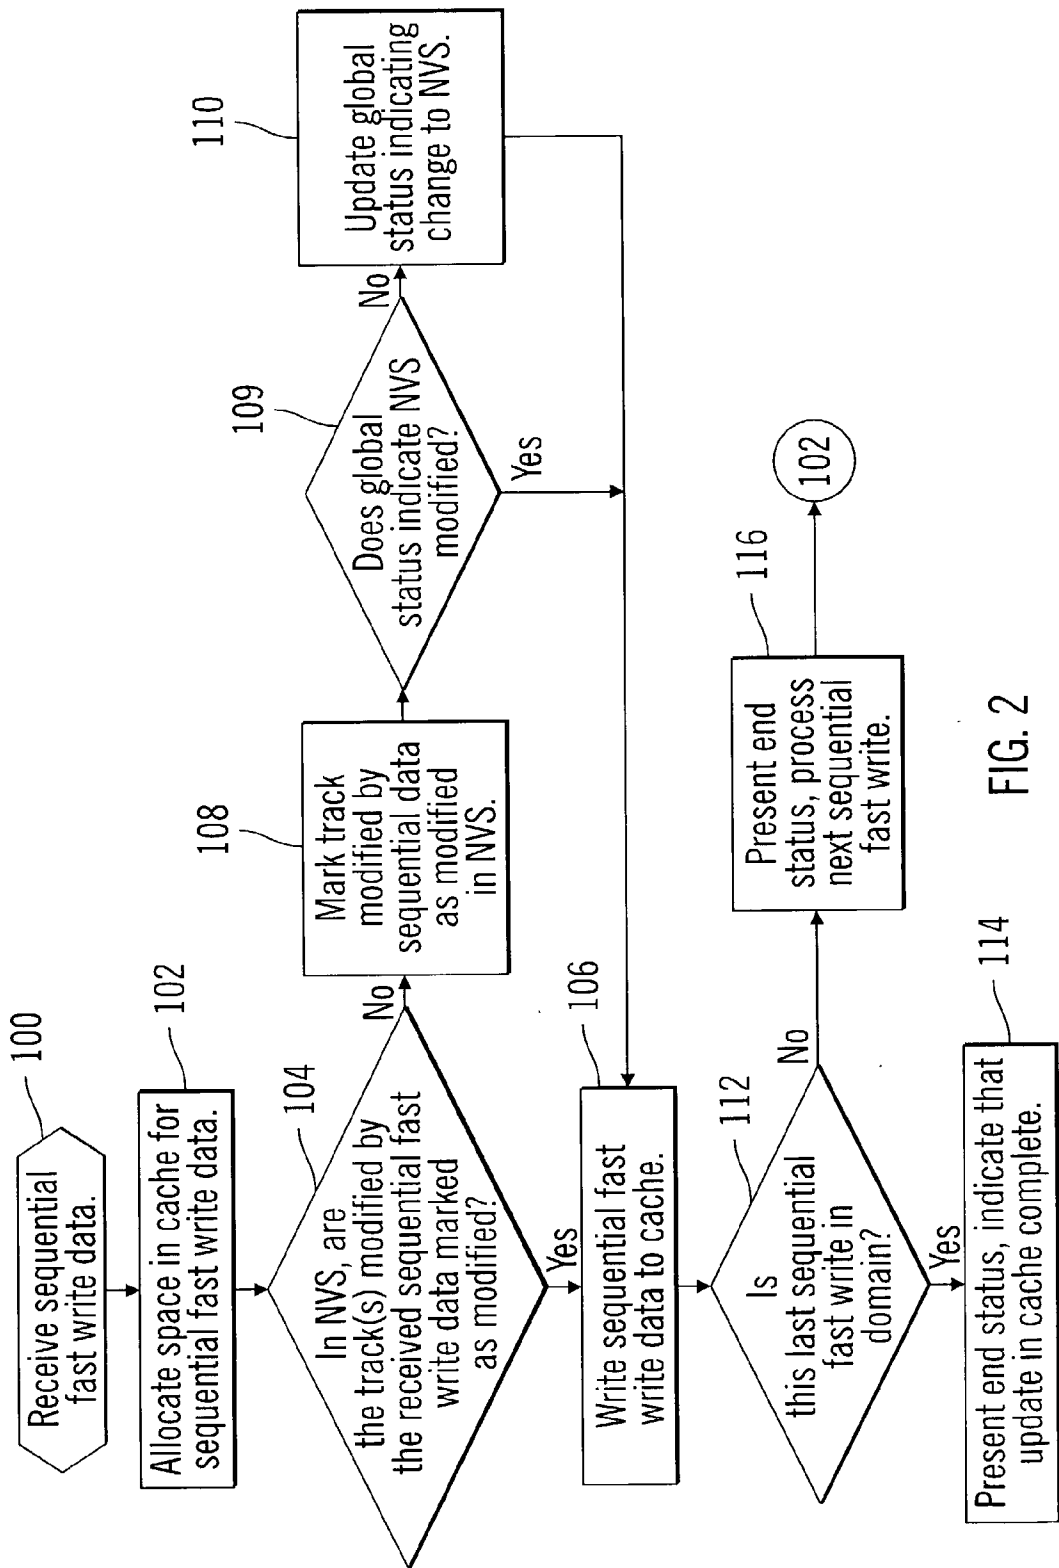 100
Receive sequential
fast write data.
102
Allocate space in cache for
sequential fast write data.
104
In NVS, are
the track(s) modified by
the received sequential fast
write data marked
as modified?
No
Yes
108
Mark track
modified by
sequential data
as modified
in NVS.
109
Does global
status indicate NVS
modified?
No
Yes
110
Update global
status indicating
change to NVS.
106
Write sequential fast
write data to cache.
112
Is
this last sequential
fast write in
domain?
No
Yes
116
Present end
status, process
next sequential
fast write.
102
114
Present end status, indicate that
update in cache complete.
FIG. 2